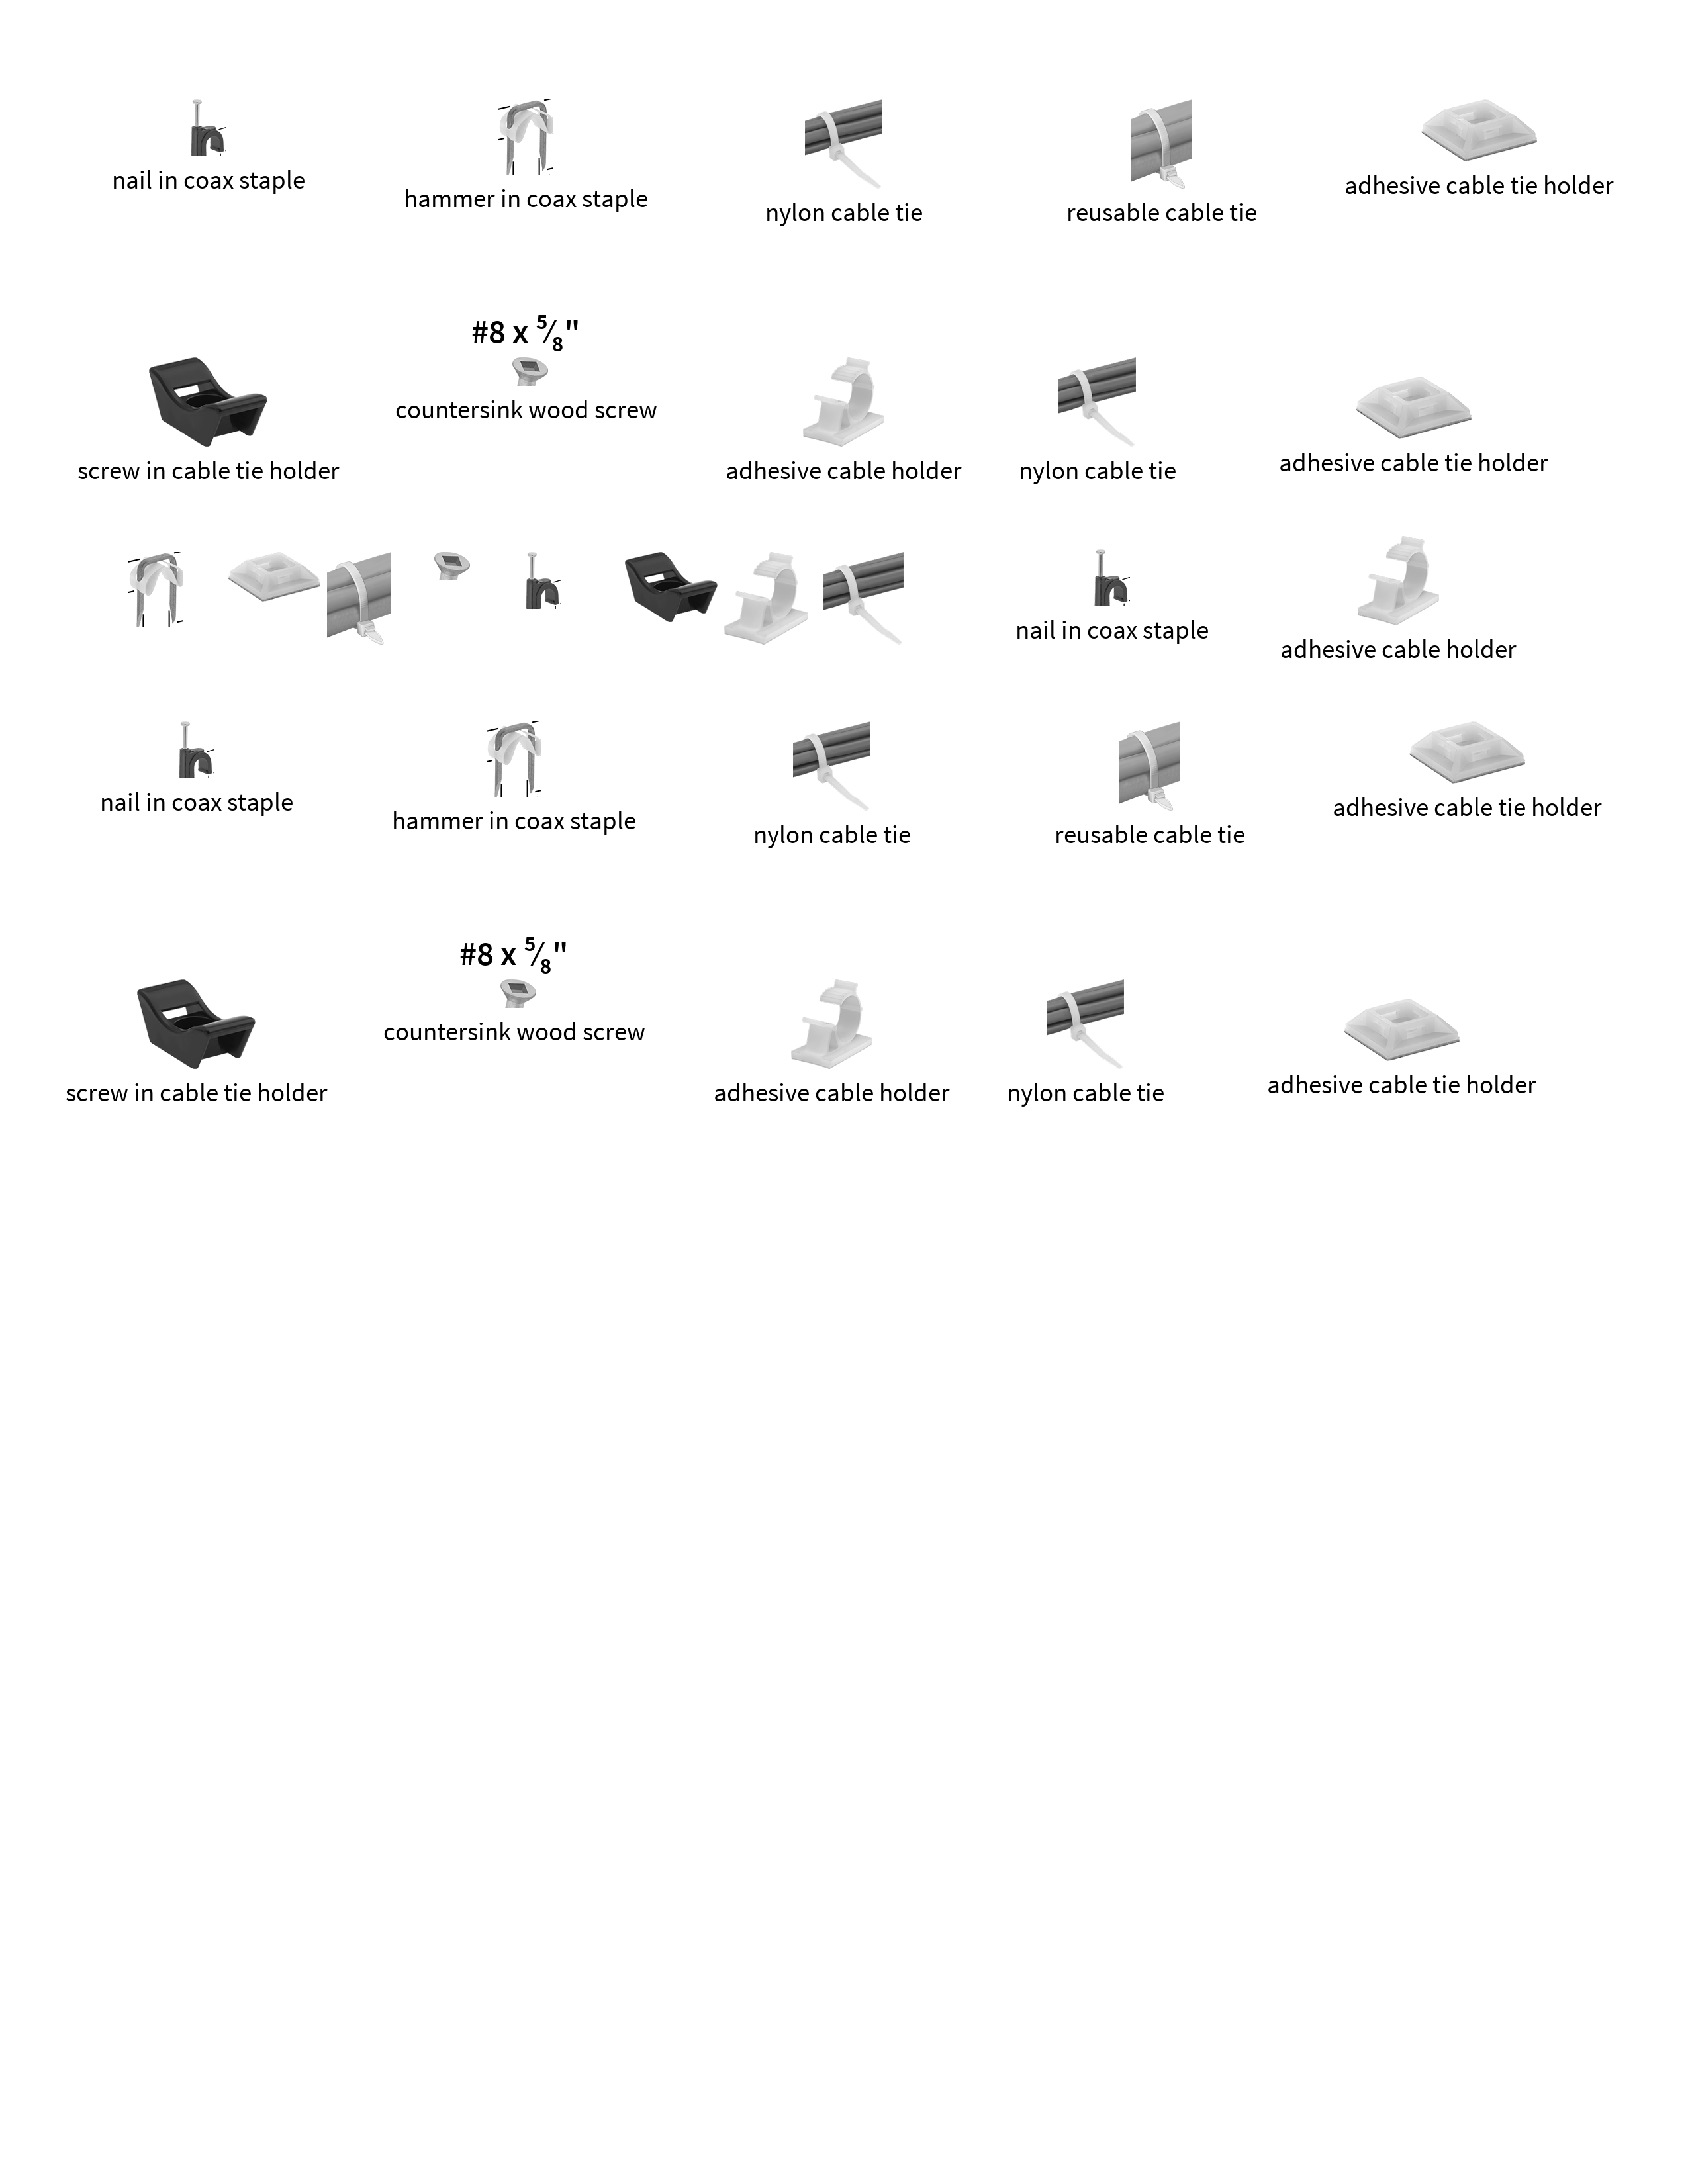 nail in coax staple
hammer in coax staple
nylon cable tie
reusable cable tie
adhesive cable tie holder
#8 x 5/8"
countersink wood screw
screw in cable tie holder
adhesive cable holder
nylon cable tie
adhesive cable tie holder
nail in coax staple
adhesive cable holder
nail in coax staple
hammer in coax staple
nylon cable tie
reusable cable tie
adhesive cable tie holder
#8 x 5/8"
countersink wood screw
screw in cable tie holder
adhesive cable holder
nylon cable tie
adhesive cable tie holder